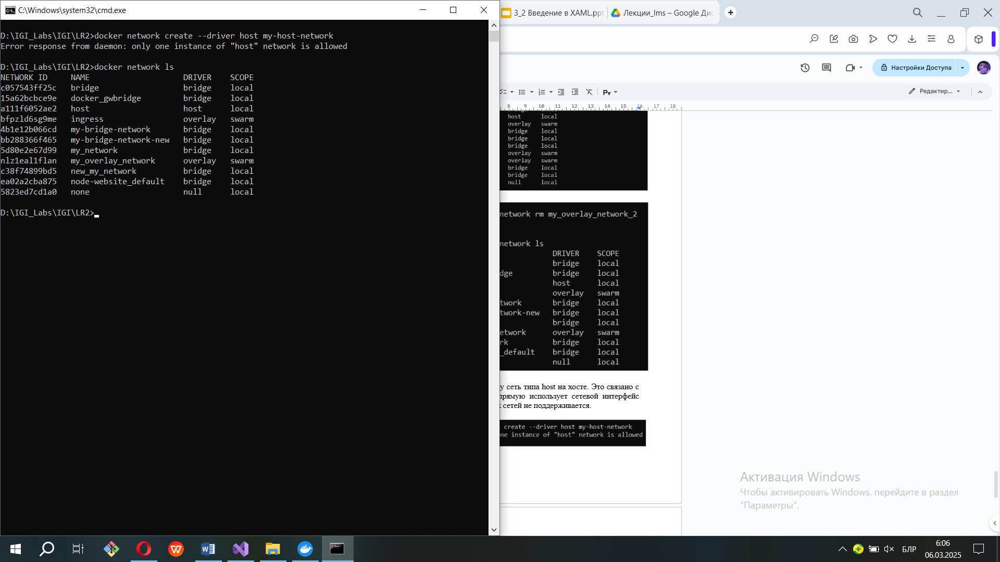 C:\Windows\system32\cmd.exe
D:\IGI_Labs\IGI\LR2>docker network create --driver host my-host-network
Error response from daemon: only one instance of "host" network is allowed
D:\IGI_Labs\IGI\LR2>docker network ls
NETWORK ID NAME DRIVER SCOPE
c057543ff25c bridge bridge local
15a62bcbce9e docker_gwbridge bridge local
a111f6052ae2 host host local
bfpzld6sg9me ingress overlay swarm
4b1e12b066cd my-bridge-network bridge local
bb288366f465 my-bridge-network-new bridge local
5d80e2e67d99 my_network bridge local
nlz1eal1flan my_overlay_network overlay swarm
c38f74899bd5 new_my_network bridge local
ea02a2cba875 node-website_default bridge local
5823ed7cd1a0 none null local
D:\IGI_Labs\IGI\LR2>
3_2 Введение в XAML.ppt
Лекции_lms – Google Дис
Настройки Доступа
Редактир...
8 9 10 11 12 13 14 15 16 17 18
host local
overlay swarm
bridge local
bridge local
bridge local
overlay swarm
overlay swarm
bridge local
bridge local
null local
network rm my_overlay_network_2
network ls
DRIVER SCOPE
bridge local
dge bridge local
host local
overlay swarm
twork bridge local
twork-new bridge local
bridge local
etwork overlay swarm
rk bridge local
_default bridge local
null local
у сеть типа host на хосте. Это связано с
прямую использует сетевой интерфейс
х сетей не поддерживается.
create --driver host my-host-network
one instance of "host" network is allowed
Активация Windows
Чтобы активировать Windows, перейдите в раздел
"Параметры".
БЛР
6:06
06.03.2025